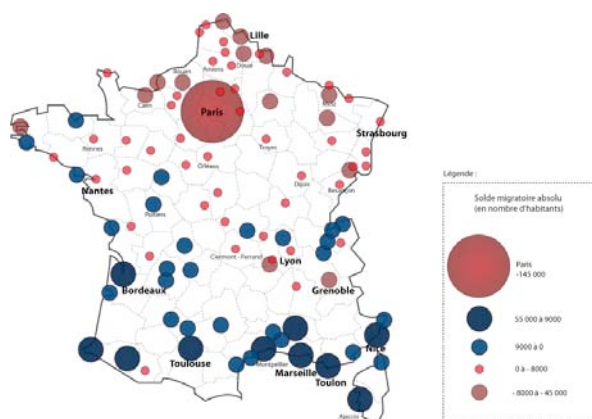 Lille
Douai
Amiens
Rouen
Caen
Metz
Paris
Strasbourg
Rennes
Troyes
Orléans
Nantes
Dijon
Besançon
Poitiers
Clermont - Ferrand
Lyon
Bordeaux
Grenoble
Toulouse
Montpellier
Nice
Marseille
Toulon
Ajaccio
Légende :
Solde migratoire absolu
(en nombre d'habitants)
Paris
-145 000
55 000 à 9000
9000 à 0
0 à - 8000
- 8000 à - 45 000